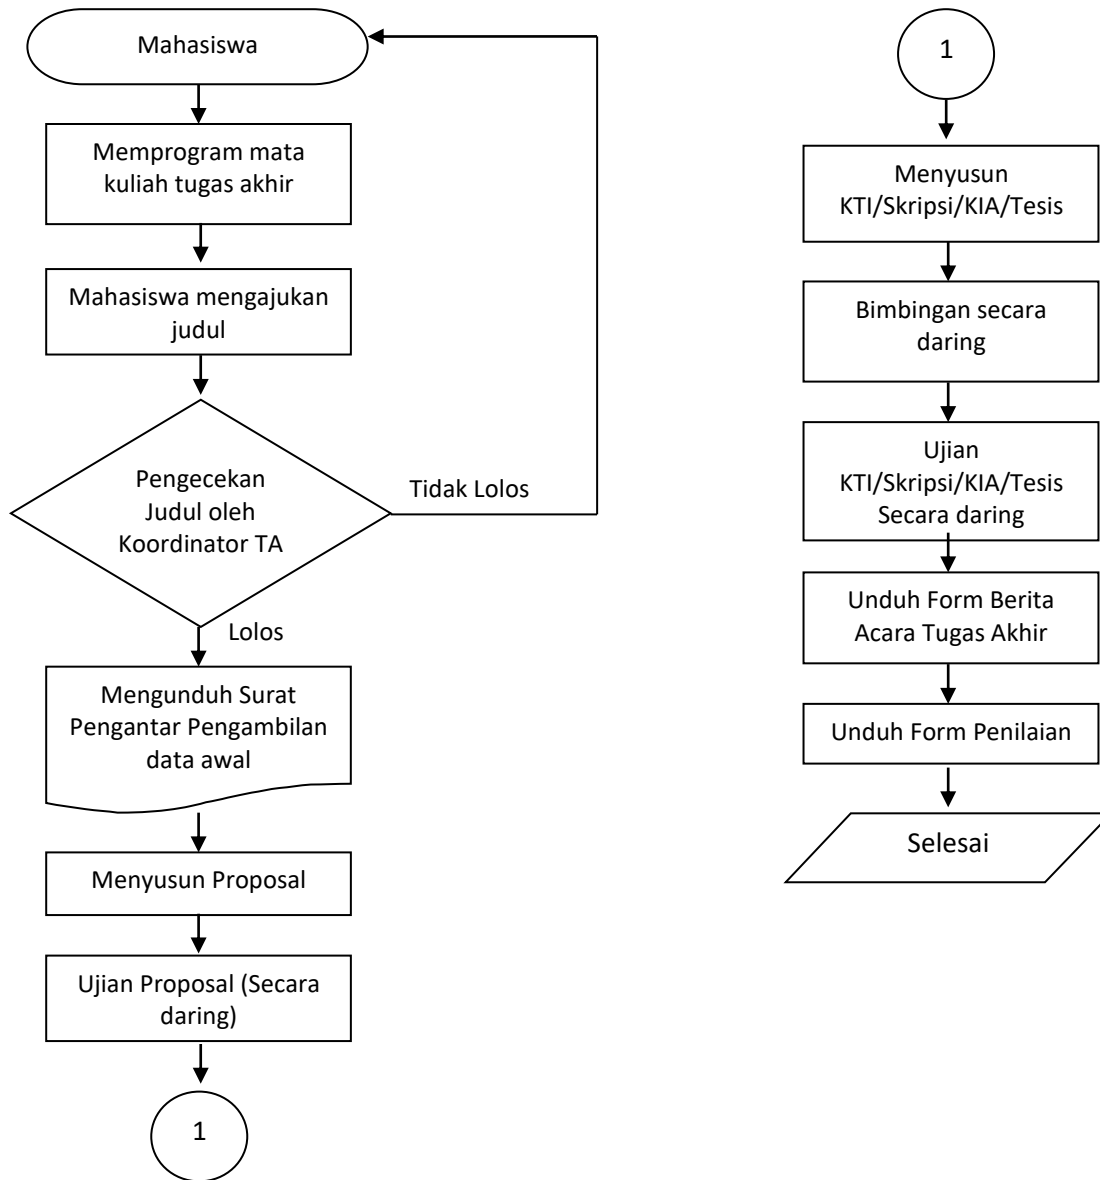 Mahasiswa
Memprogram mata
kuliah tugas akhir
Mahasiswa mengajukan
judul
Pengecekan
Judul oleh
Koordinator TA
Tidak Lolos
Lolos
Mengunduh Surat
Pengantar Pengambilan
data awal
Menyusun Proposal
Ujian Proposal (Secara
daring)
1
1
Menyusun
KTI/Skripsi/KIA/Tesis
Bimbingan secara
daring
Ujian
KTI/Skripsi/KIA/Tesis
Secara daring
Unduh Form Berita
Acara Tugas Akhir
Unduh Form Penilaian
Selesai